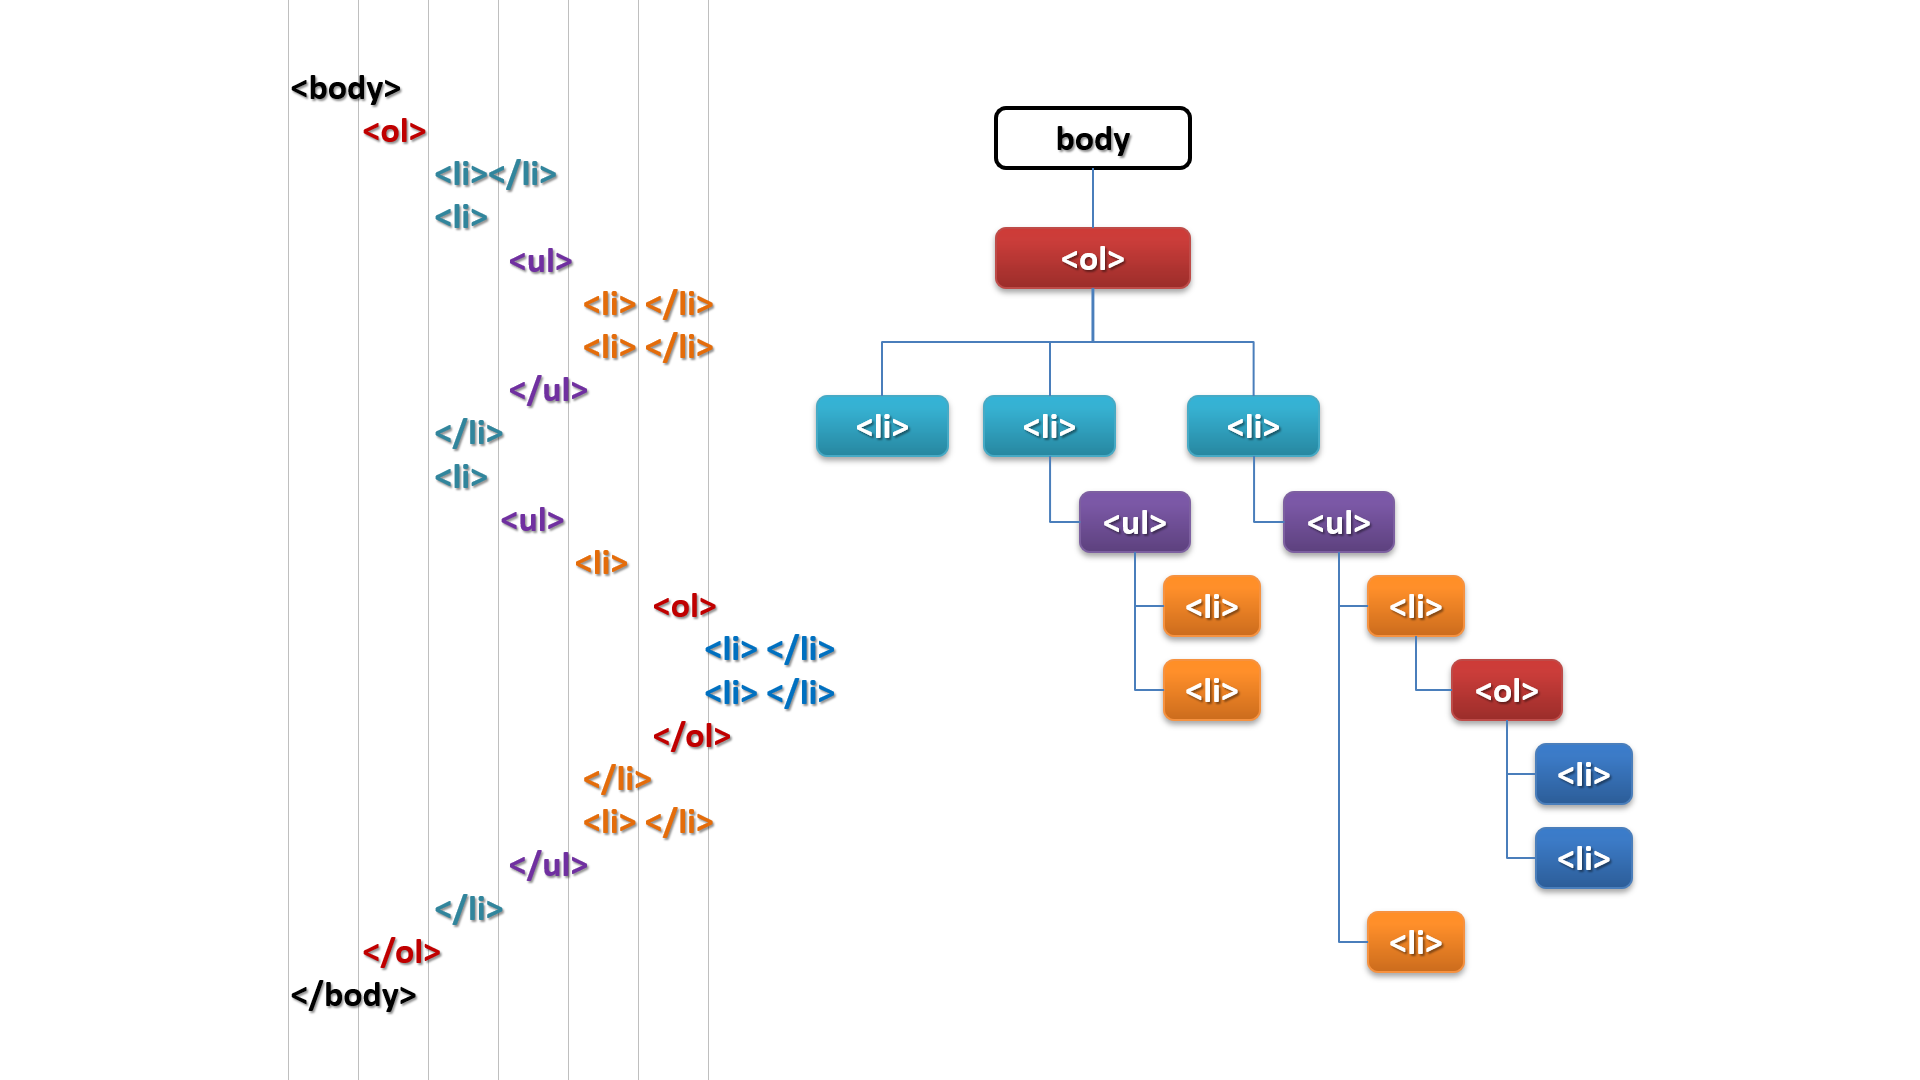 <body>
<ol>
<li></li>
<li>
<ul>
<li> </li>
<li> </li>
</ul>
</li>
<li>
<ul>
<li>
<ol>
<li> </li>
<li> </li>
</ol>
</li>
<li> </li>
</ul>
</li>
</ol>
</body>
body
<ol>
<li> <li> <li>
<ul> <ul>
<li> <li>
<li> <ol>
<li>
<li>
<li>